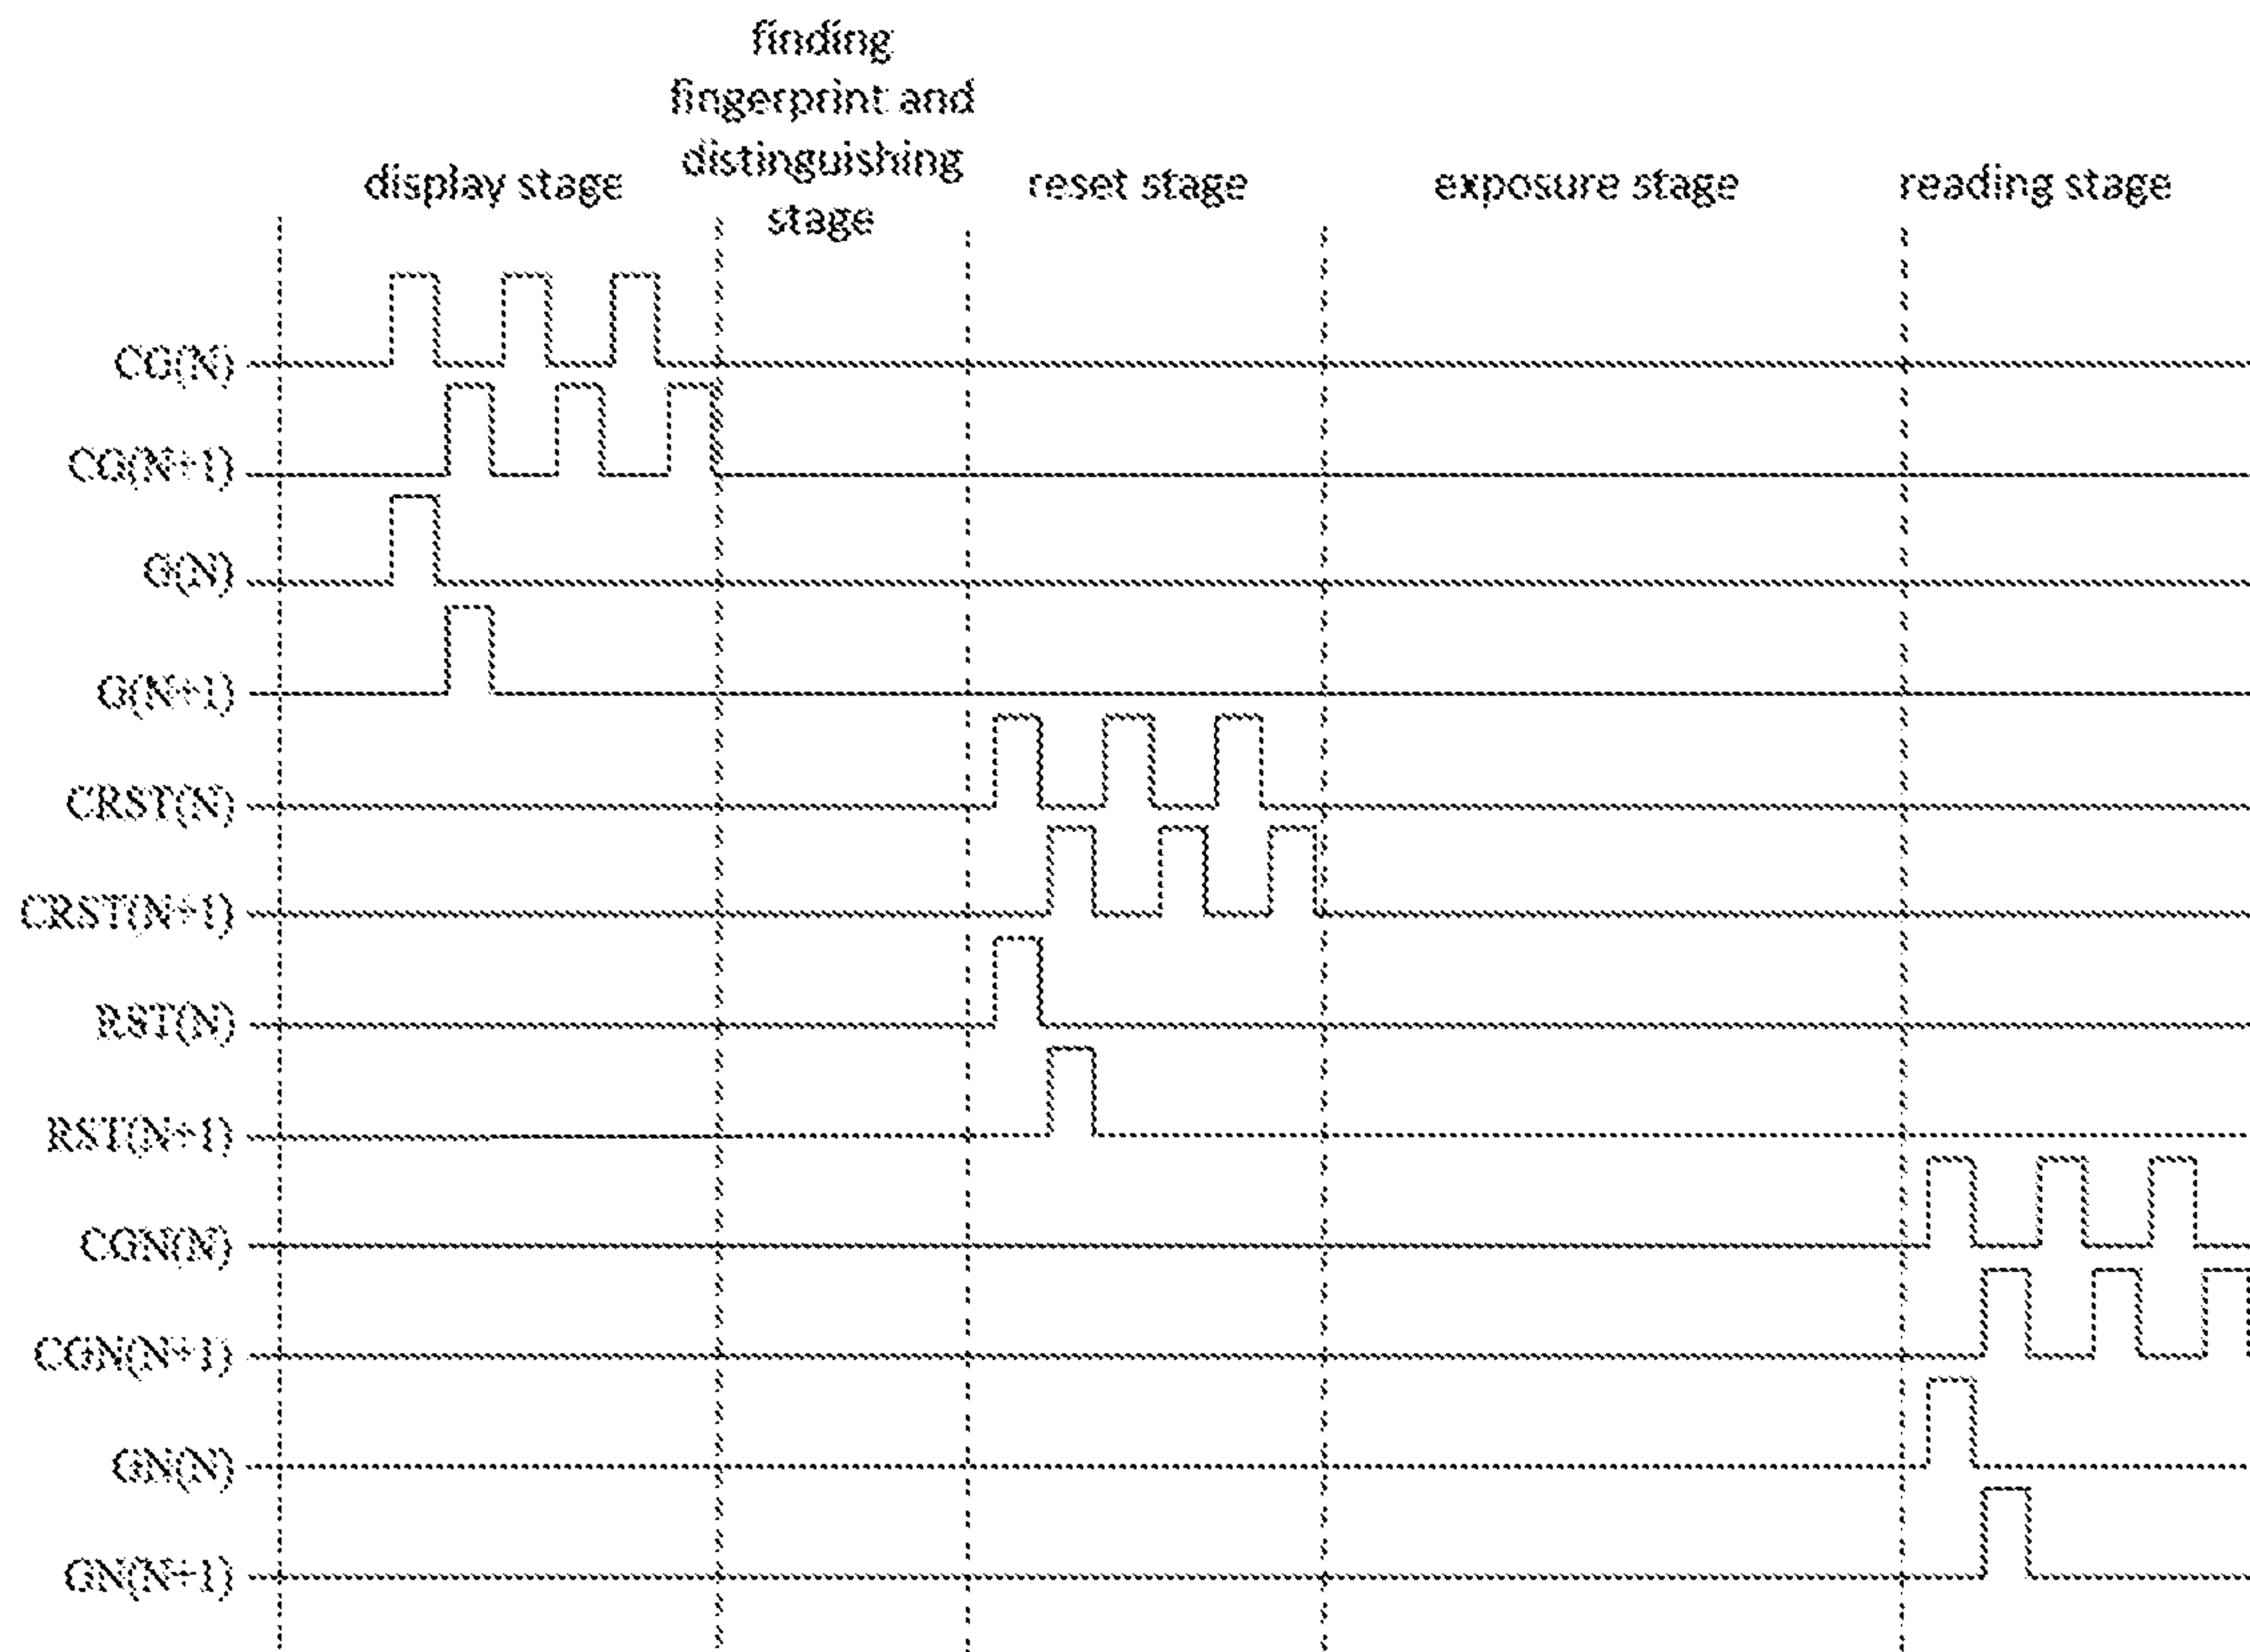 finding
fingerprint and
distinguishing
stage
display stage
reset stage
exposure stage
reading stage
CG(N)
CG(N+1)
G(N)
G(N+1)
CRST(N)
CRST(N+1)
RST(N)
RST(N+1)
CGN(N)
CGN(N+1)
GN(N)
GN(N+1)